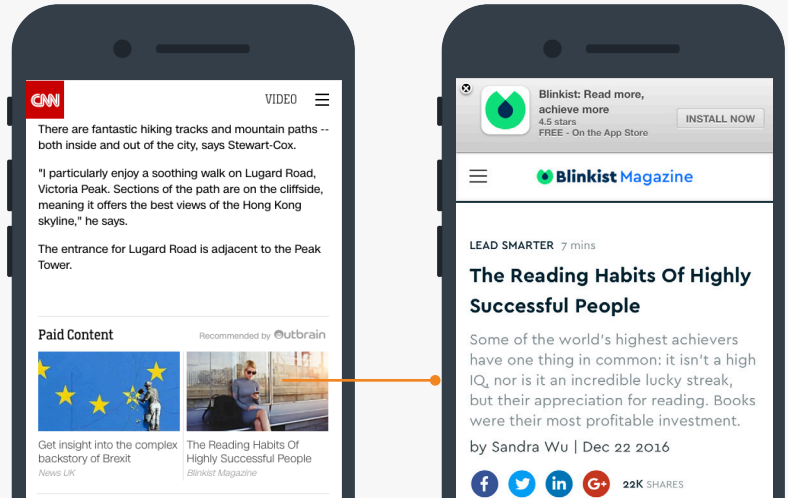 CNN
VIDEO
There are fantastic hiking tracks and mountain paths --
both inside and out of the city, says Stewart-Cox.
"I particularly enjoy a soothing walk on Lugard Road,
Victoria Peak. Sections of the path are on the cliffside,
meaning it offers the best views of the Hong Kong
skyline," he says.
The entrance for Lugard Road is adjacent to the Peak
Tower.
Paid Content
Recommended by Outbrain
Get insight into the complex
backstory of Brexit
News UK
The Reading Habits Of
Highly Successful People
Blinkist Magazine
Blinkist: Read more,
achieve more
4.5 stars
FREE - On the App Store
INSTALL NOW
Blinkist Magazine
LEAD SMARTER 7 mins
The Reading Habits Of Highly
Successful People
Some of the world's highest achievers
have one thing in common: it isn't a high
IQ, nor is it an incredible lucky streak,
but their appreciation for reading. Books
were their most profitable investment.
by Sandra Wu | Dec 22 2016
f in G+ 22K SHARES